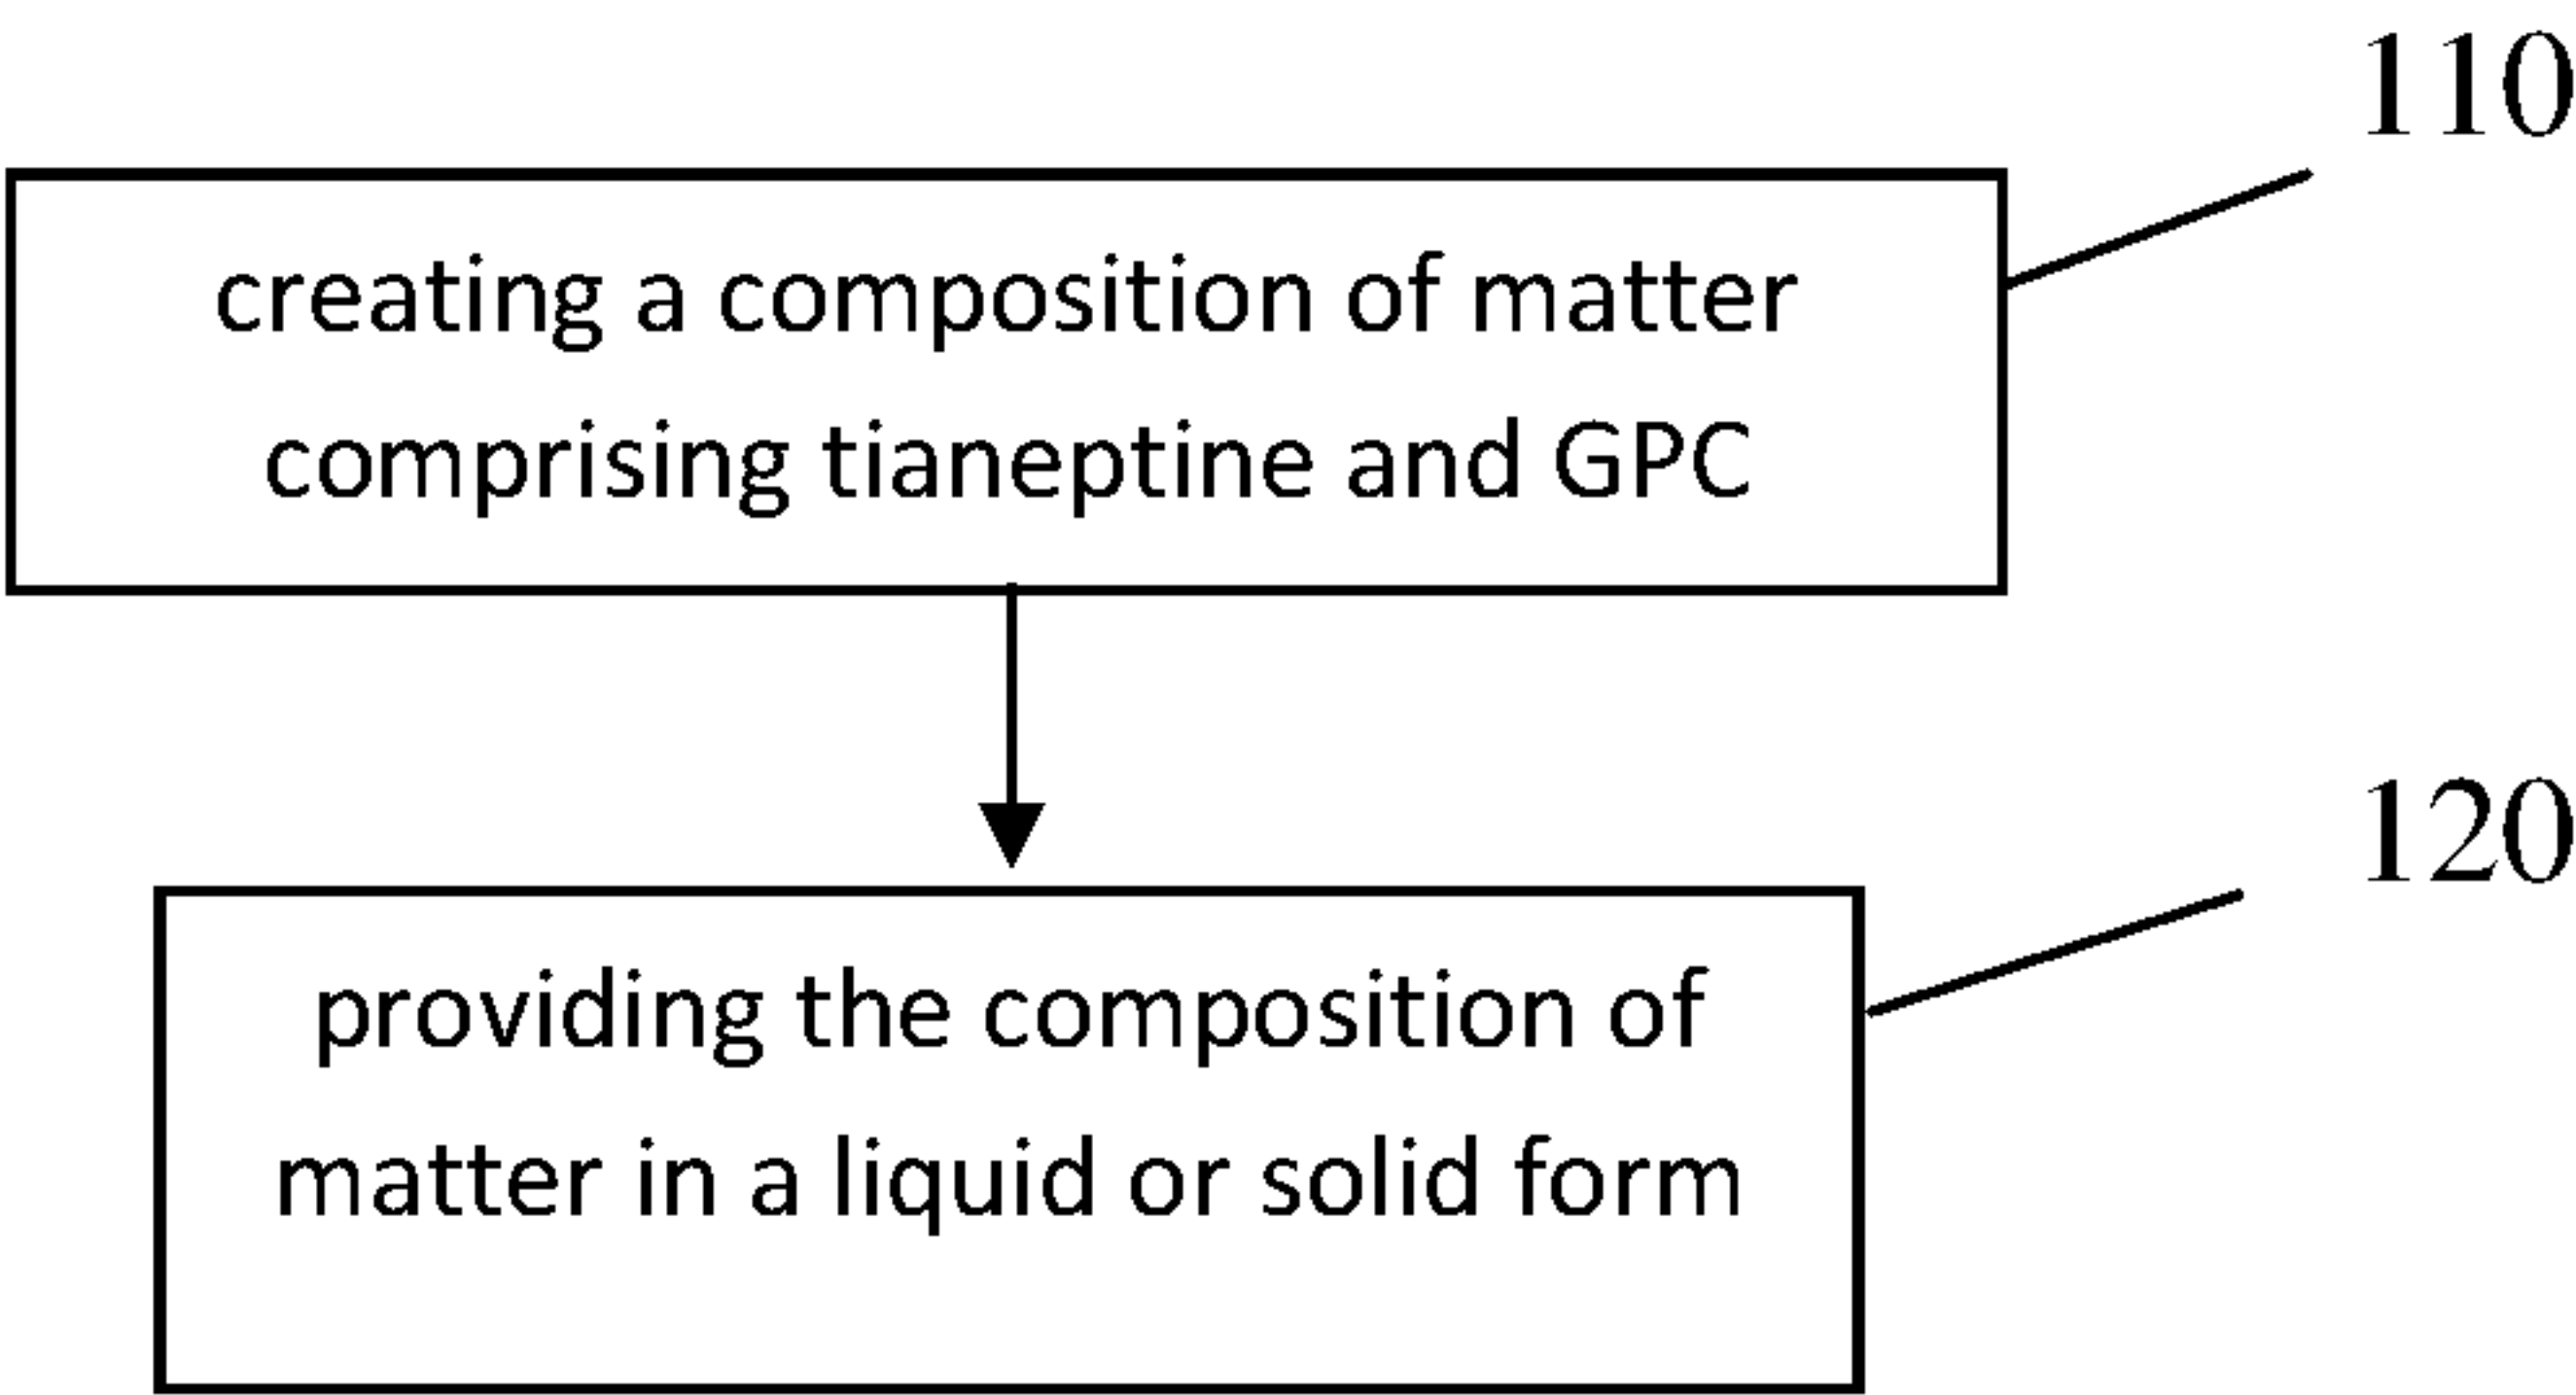 110
creating a composition of matter
comprising tianeptine and GPC
120
providing the composition of
matter in a liquid or solid form